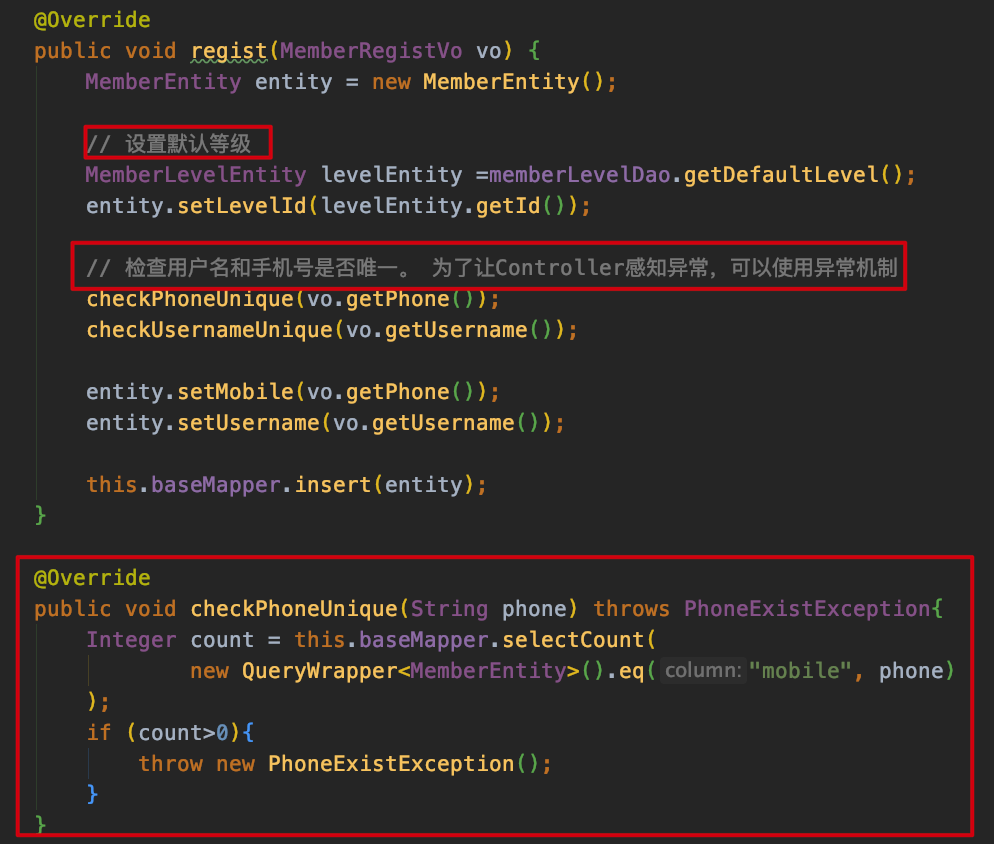 @Override
public void regist(MemberRegistVo vo) {
MemberEntity entity = new MemberEntity();
// 设置默认等级
MemberLevelEntity levelEntity =memberLevelDao.getDefaultLevel();
entity.setLevelId(levelEntity.getId());
// 检查用户名和手机号是否唯一。 为了让Controller感知异常，可以使用异常机制
checkPhoneUnique(vo.getPhone());
checkUsernameUnique(vo.getUsername());
entity.setMobile(vo.getPhone());
entity.setUsername(vo.getUsername());
this.baseMapper.insert(entity);
}
@Override
public void checkPhoneUnique(String phone) throws PhoneExistException{
Integer count = this.baseMapper.selectCount(
new QueryWrapper<MemberEntity>().eq( column: "mobile", phone)
);
if (count>0){
throw new PhoneExistException();
}
}